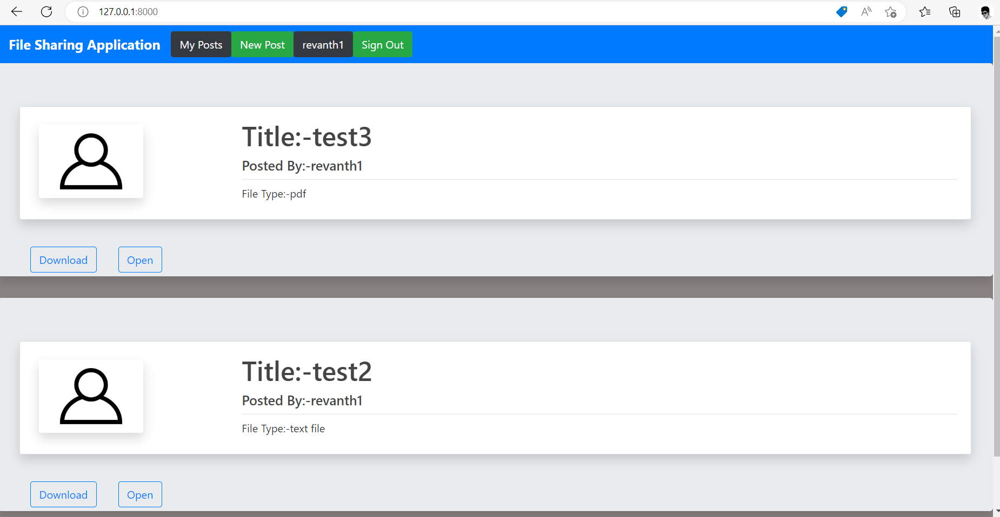 127.0.0.1:8000
File Sharing Application My Posts New Post revanth1 Sign Out
Title:-test3
Posted By:-revanth1
File Type:-pdf
Download Open
Title:-test2
Posted By:-revanth1
File Type:-text file
Download Open